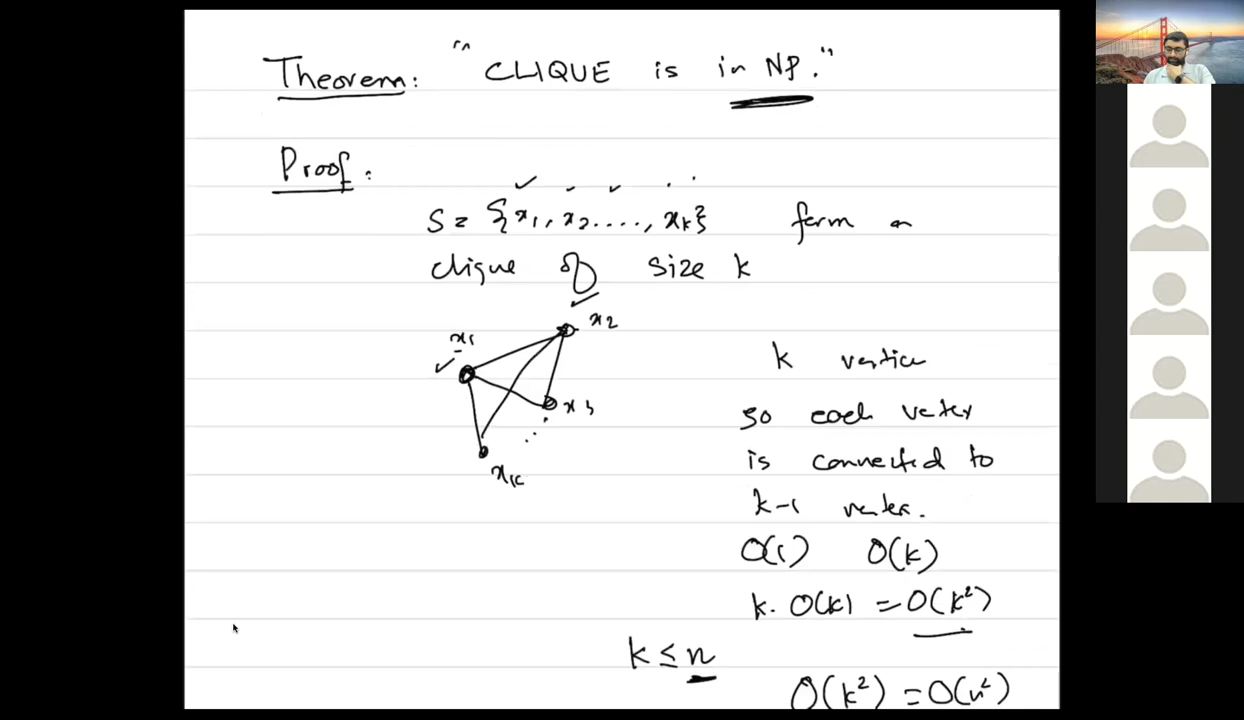 Theorem: "CLIQUE is in NP."
Proof:
S = {x1, x2....., xk} form a
clique of size k
x1
x2
x3
xk
k vertice
so each vertex
is connected to
k-1 vertex.
O(1) O(k)
k. O(k) = O(k²)
k ≤ n
O(k²) = O(n²)